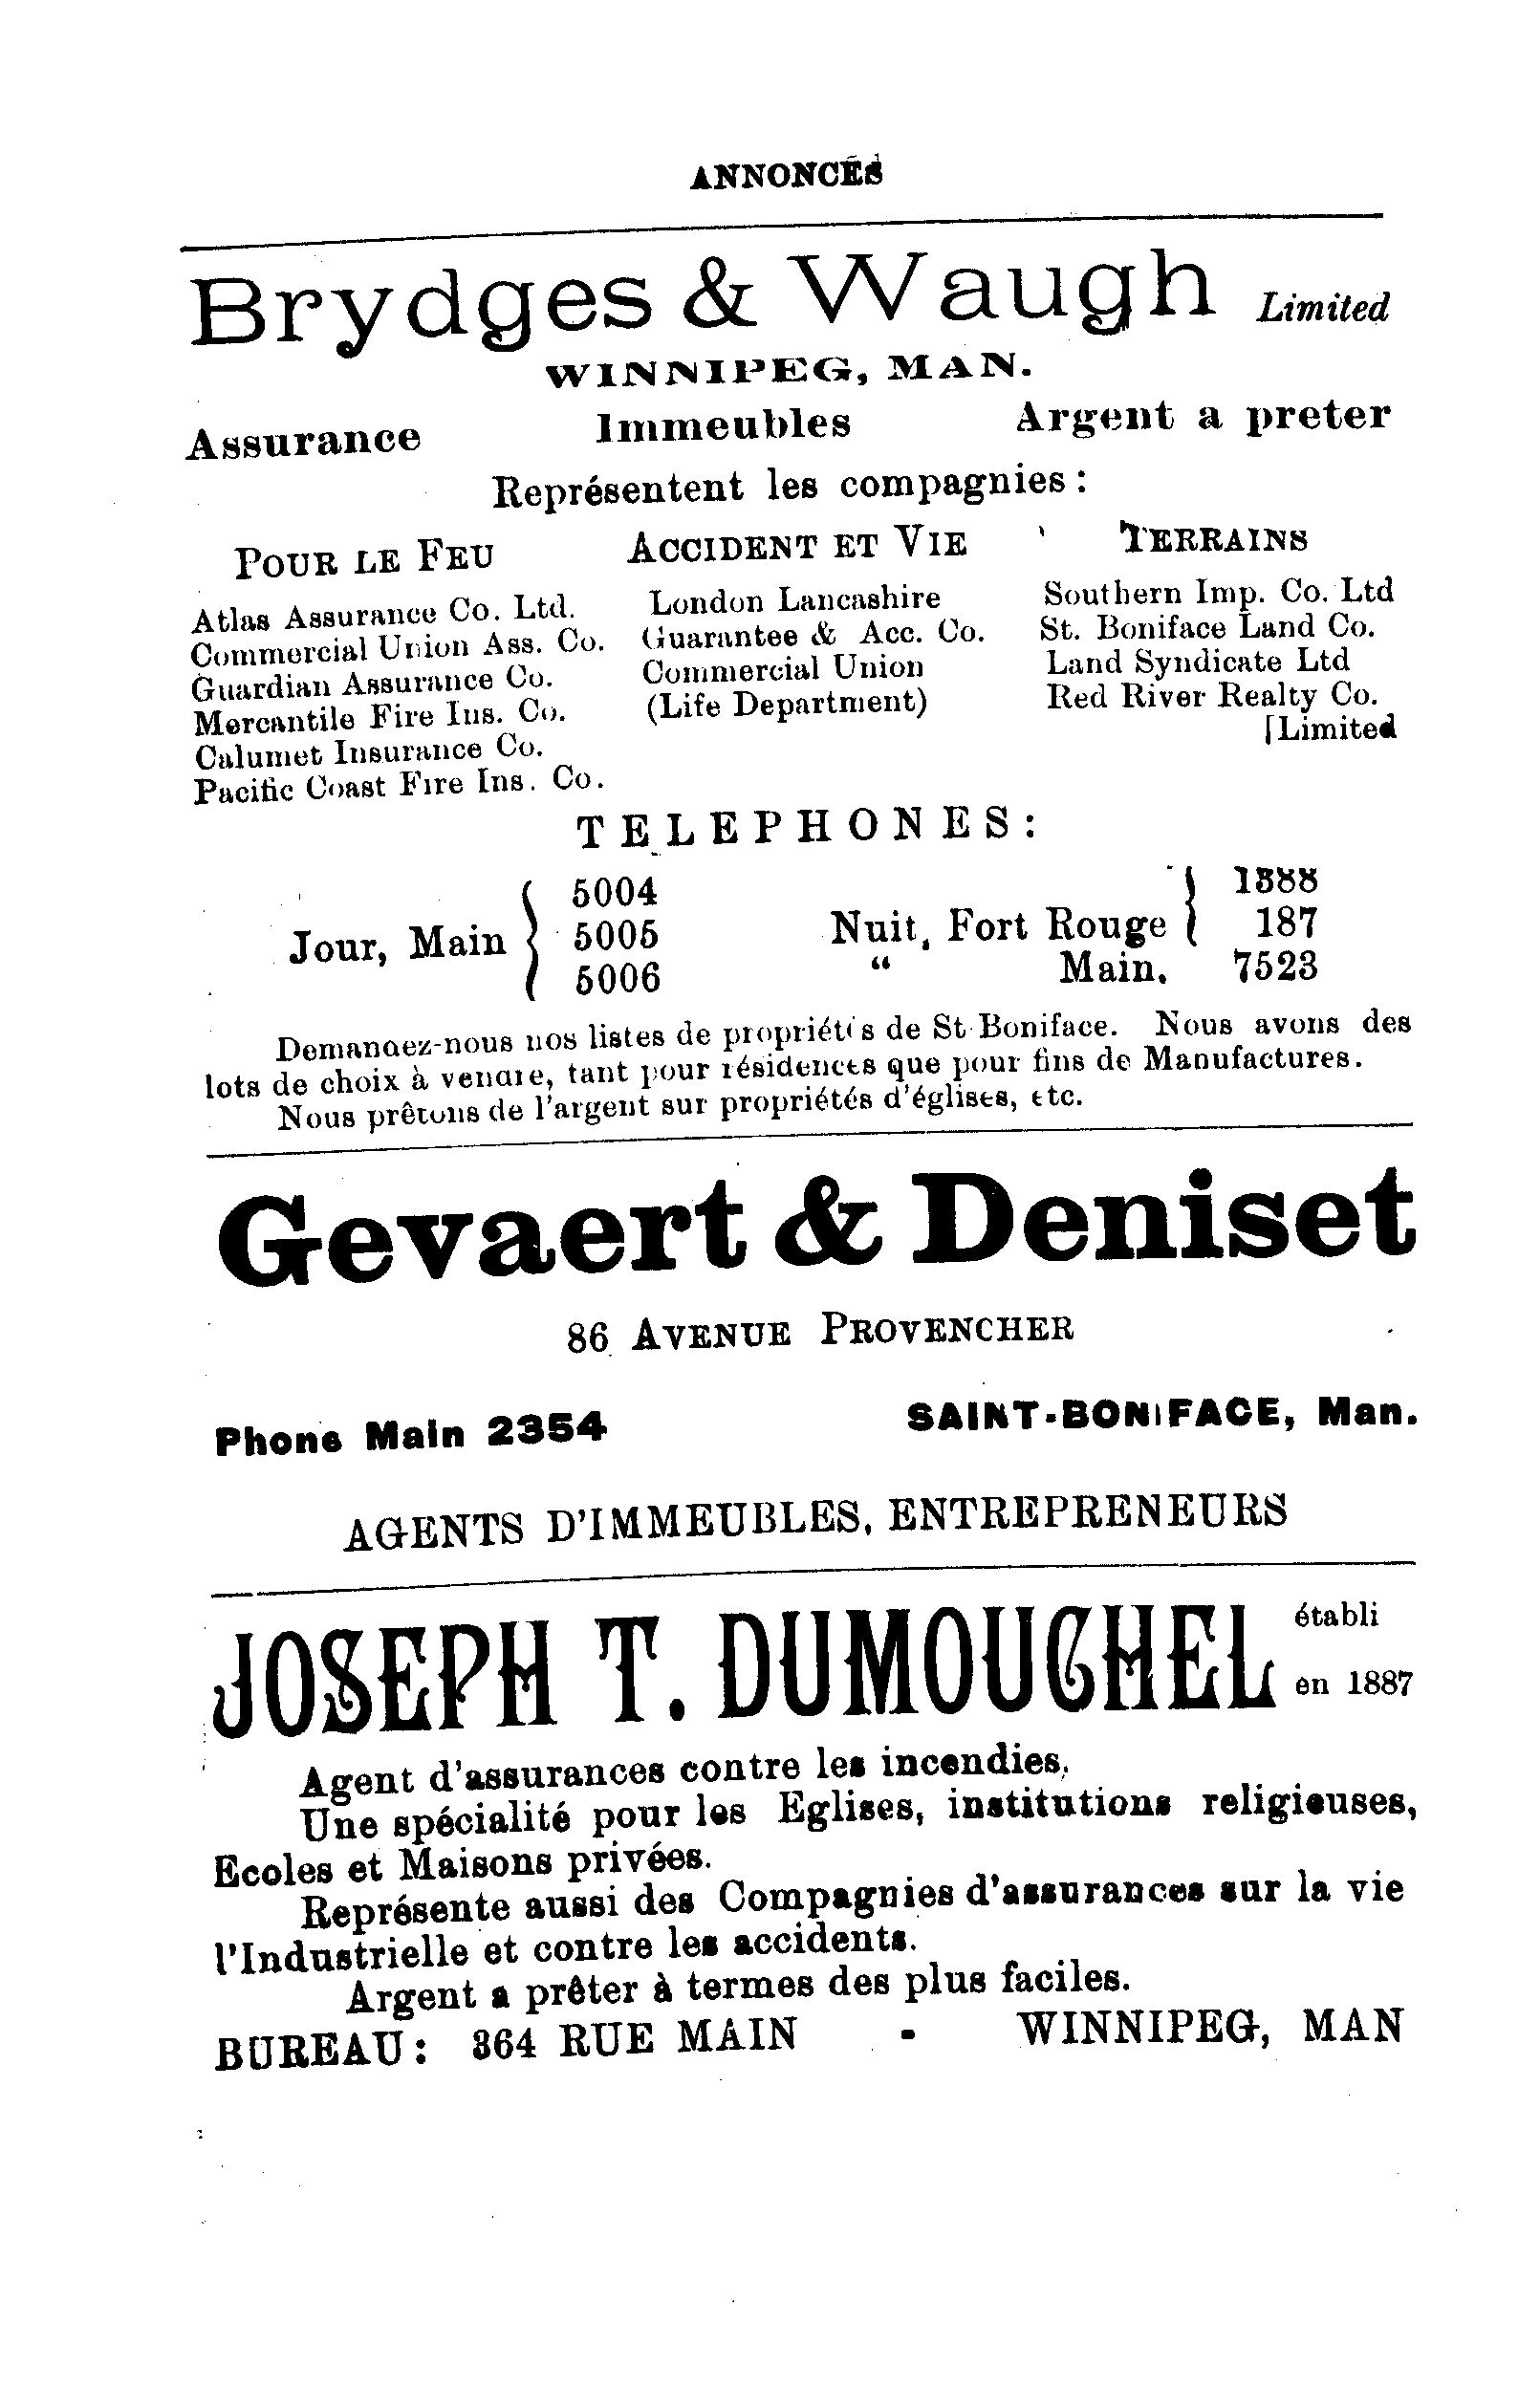 ANNONCES
Brydges & Waugh Limited
WINNIPEG, MAN.
Assurance Immeubles Argent a preter
Représentent les compagnies :
POUR LE FEU
Atlas Assurance Co. Ltd.
Commercial Union Ass. Co.
Guardian Assurance Co.
Mercantile Fire Ins. Co.
Calumet Insurance Co.
Pacific Coast Fire Ins. Co.
ACCIDENT ET VIE
London Lancashire
Guarantee & Acc. Co.
Commercial Union
(Life Department)
TERRAINS
Southern Imp. Co. Ltd
St. Boniface Land Co.
Land Syndicate Ltd
Red River Realty Co.
[Limited
TELEPHONES:
Jour, Main { 5004
5005
5006
Nuit, Fort Rouge } 1388
187
“ Main. 7523
Demandez-nous nos listes de propriétés de St Boniface. Nous avons des
lots de choix à vendre, tant pour résidences que pour fins de Manufactures.
Nous prêtons de l'argent sur propriétés d'églises, etc.
Gevaert & Deniset
86 AVENUE PROVENCHER
Phone Main 2354 SAINT-BONIFACE, Man.
AGENTS D'IMMEUBLES, ENTREPRENEURS
JOSEPH T. DUMOUCHEL établi
en 1887
Agent d'assurances contre les incendies.
Une spécialité pour les Eglises, institutions religieuses,
Ecoles et Maisons privées.
Représente aussi des Compagnies d'assurances sur la vie
l'Industrielle et contre les accidents.
Argent a prêter à termes des plus faciles.
BUREAU: 364 RUE MAIN - WINNIPEG, MAN